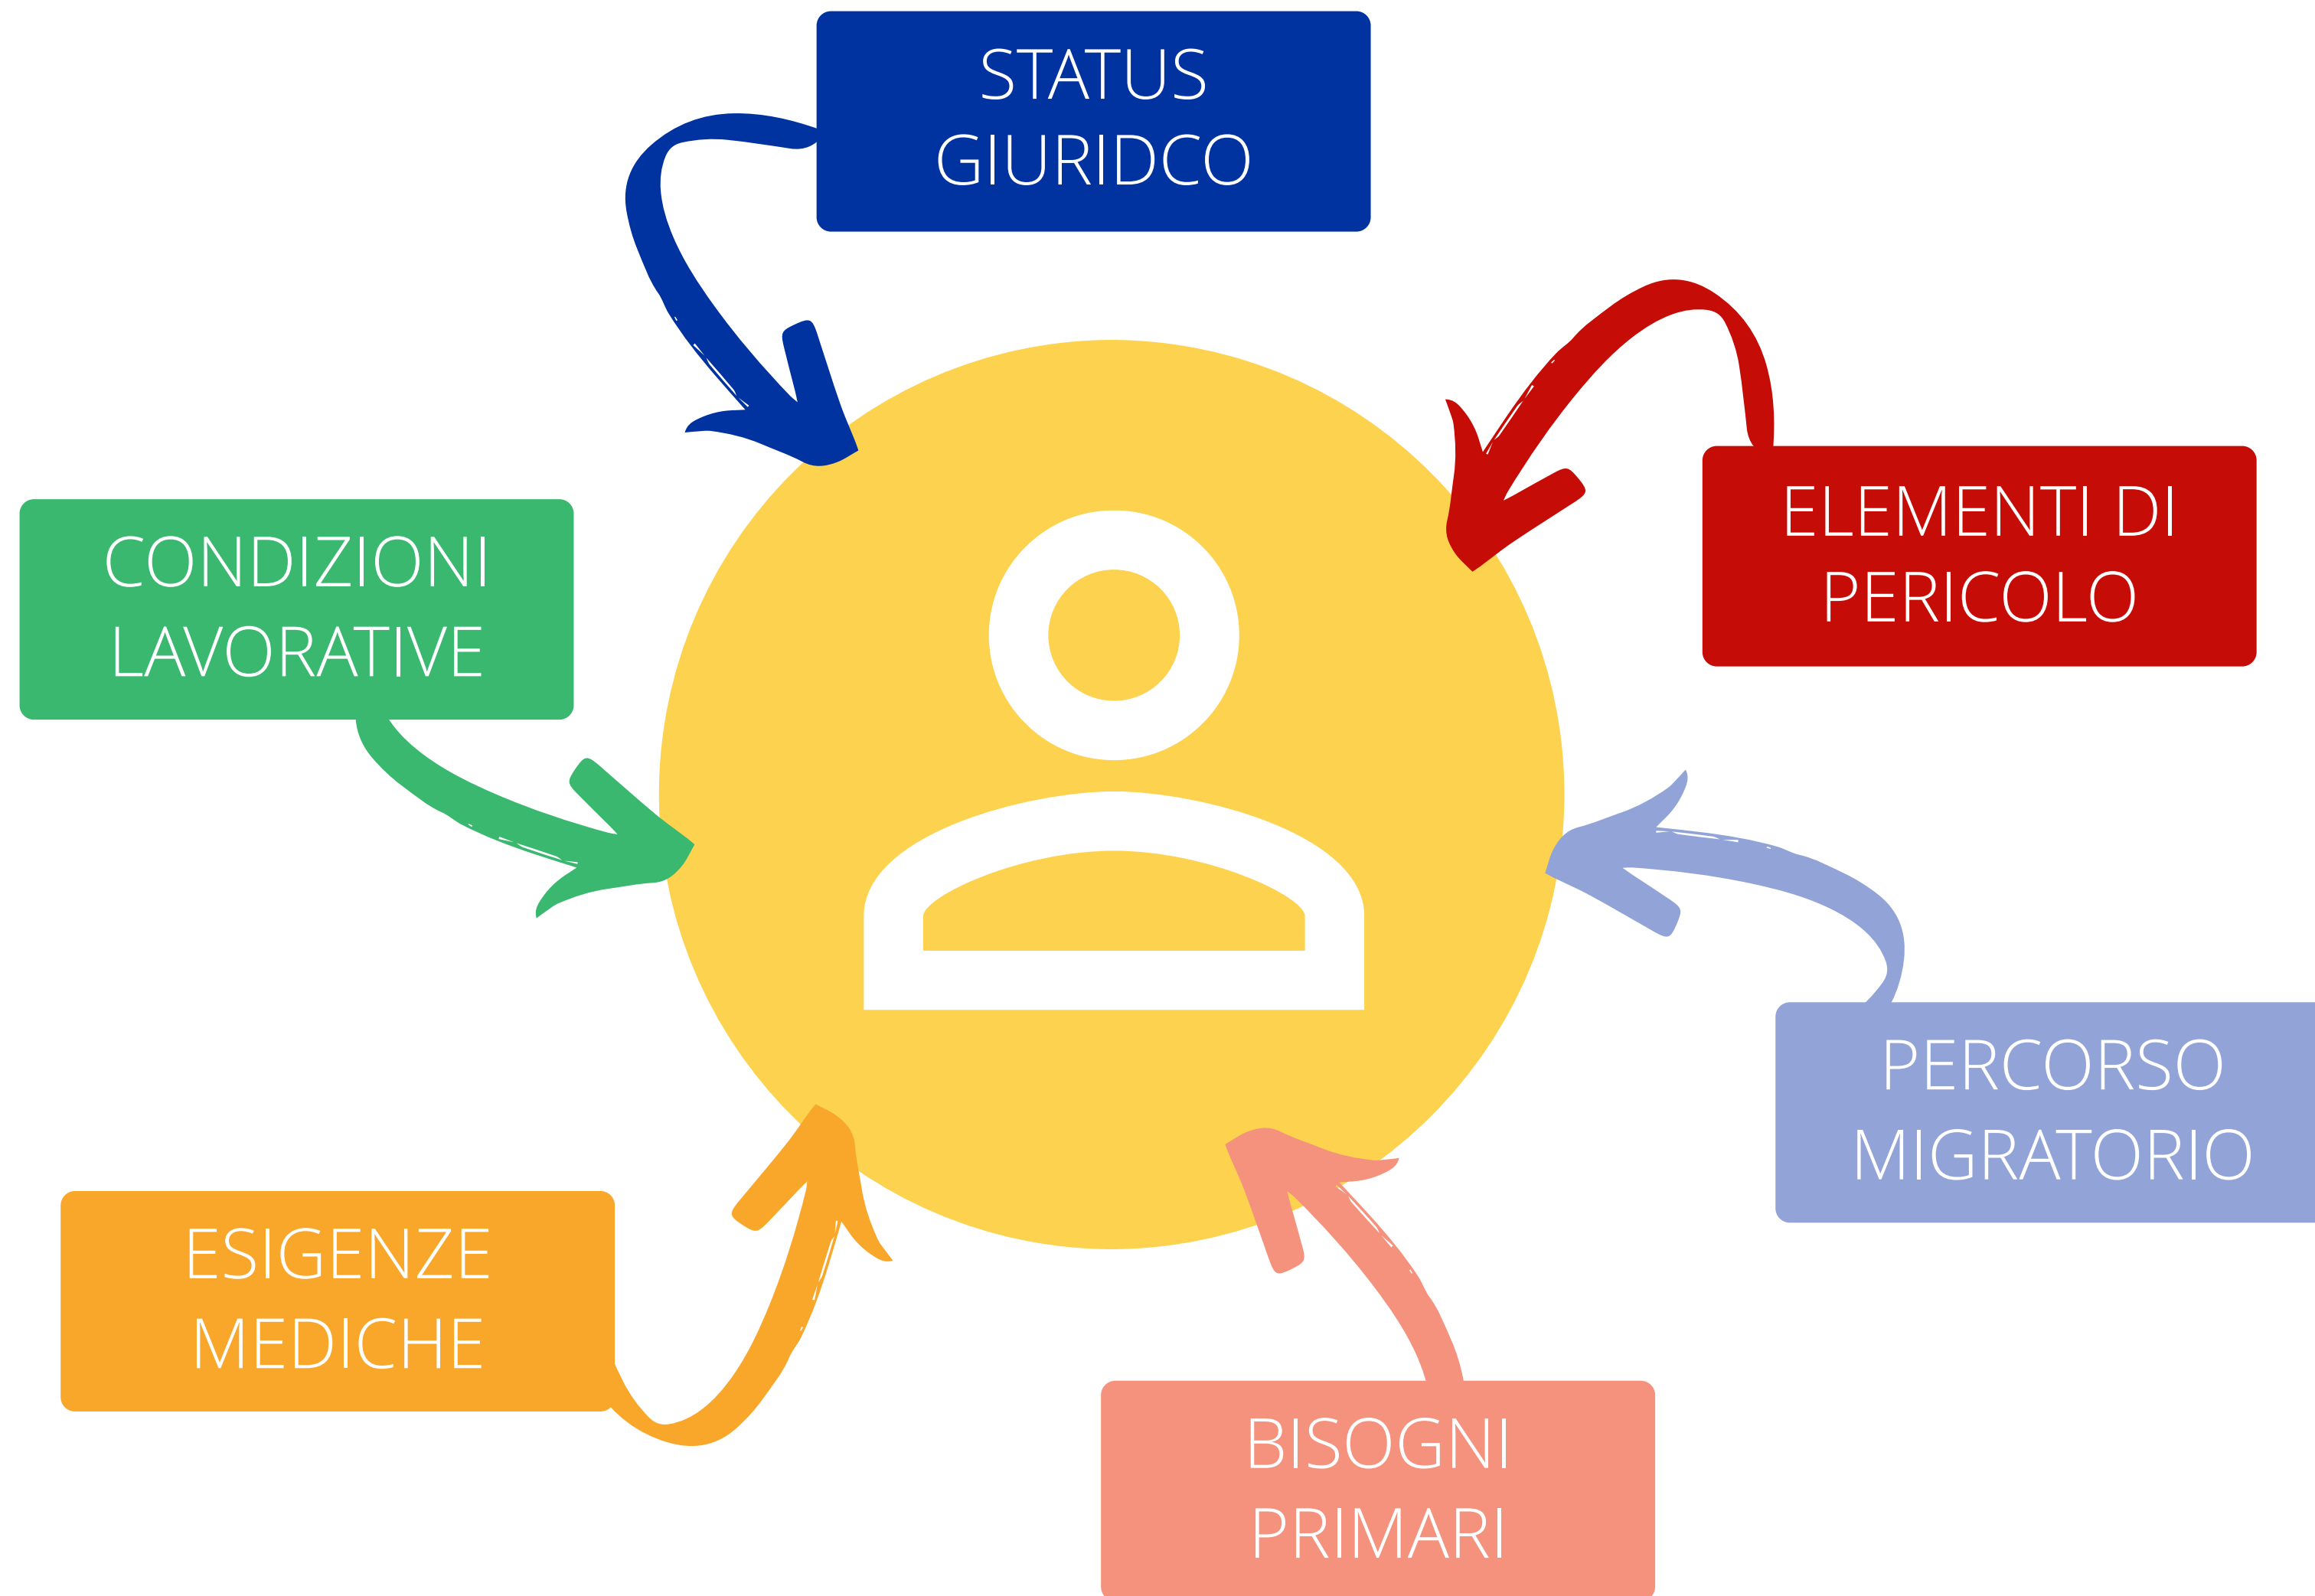 STATUS
GIURIDCO
ELEMENTI DI
PERICOLO
CONDIZIONI
LAVORATIVE
PERCORSO
MIGRATORIO
ESIGENZE
MEDICHE
BISOGNI
PRIMARI